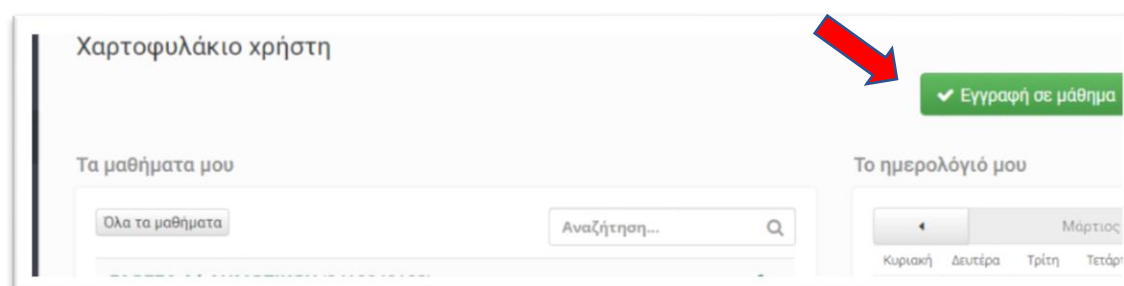 Χαρτοφυλάκιο χρήστη
Εγγραφή σε μάθημα
Τα μαθήματα μου
Το ημερολόγιό μου
Όλα τα μαθήματα
Αναζήτηση...
Μάρτιος
Κυριακή Δευτέρα Τρίτη